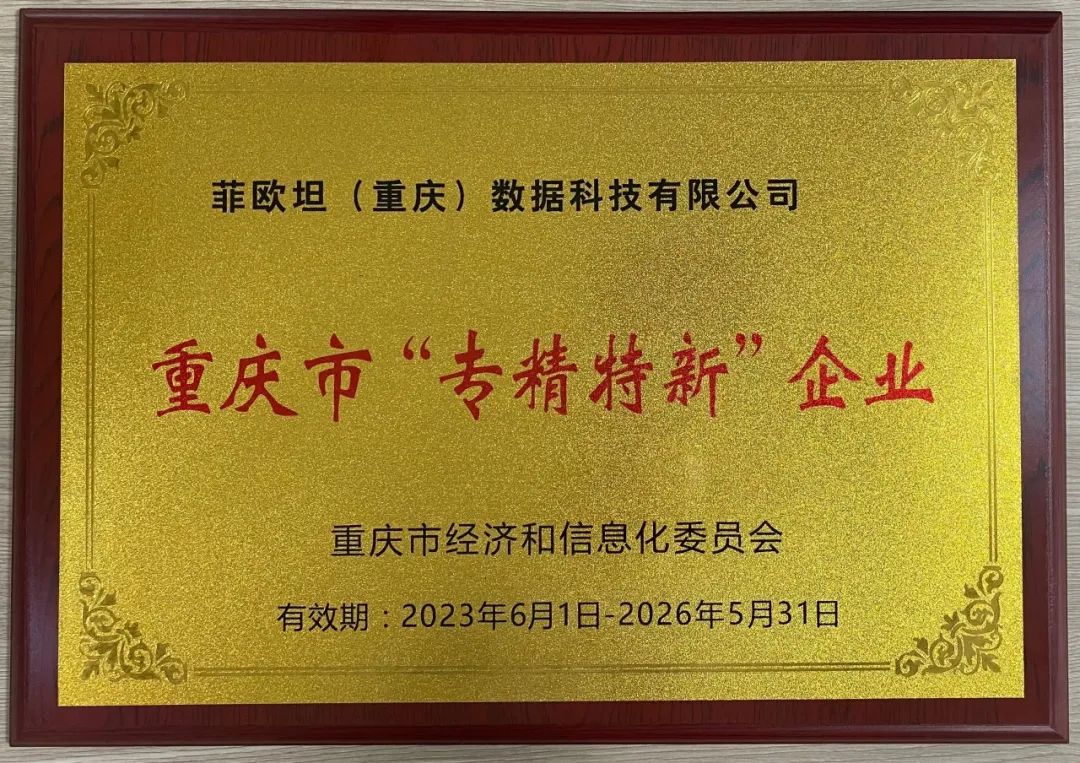 菲欧坦（重庆）数据科技有限公司
重庆市“专精特新”企业
重庆市经济和信息化委员会
有效期：2023年6月1日-2026年5月31日